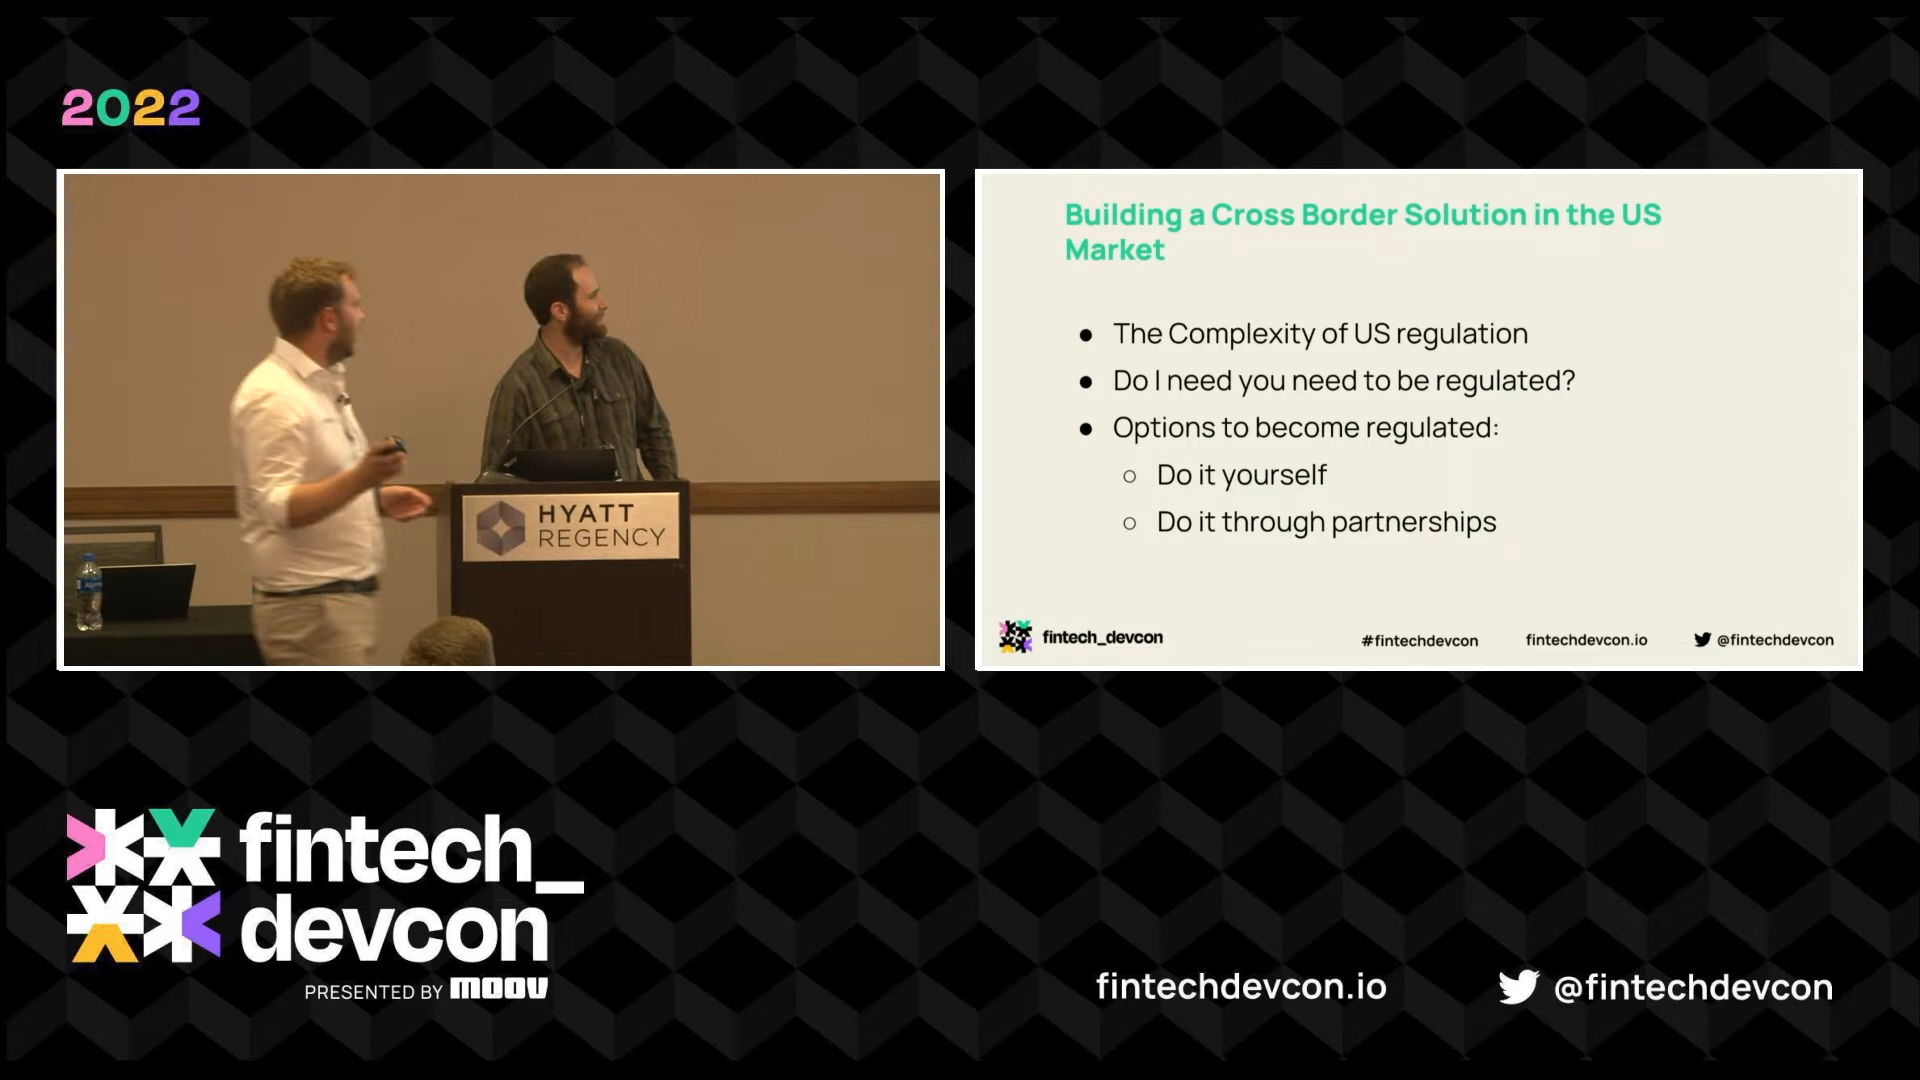 2022
HYATT
REGENCY
Building a Cross Border Solution in the US
Market
● The Complexity of US regulation
● Do I need you need to be regulated?
● Options to become regulated:
○ Do it yourself
○ Do it through partnerships
fintech_devcon
#fintechdevcon
fintechdevcon.io
@fintechdevcon
fintech_
devcon
PRESENTED BY moov
fintechdevcon.io
@fintechdevcon